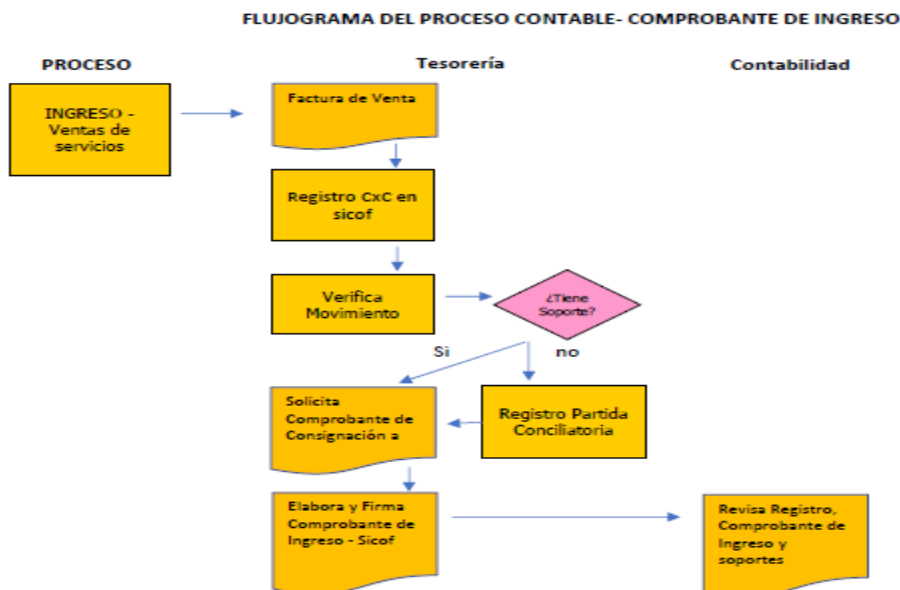 FLUJOGRAMA DEL PROCESO CONTABLE- COMPROBANTE DE INGRESO
PROCESO
Tesorería
Contabilidad
INGRESO -
Ventas de
servicios
Factura de Venta
Registro CxC en
sicof
Verifica
Movimiento
¿Tiene
Soporte?
Si
no
Solicita
Comprobante de
Consignación a
Registro Partida
Conciliatoria
Elabora y Firma
Comprobante de
Ingreso - Sicof
Revisa Registro,
Comprobante de
Ingreso y
soportes